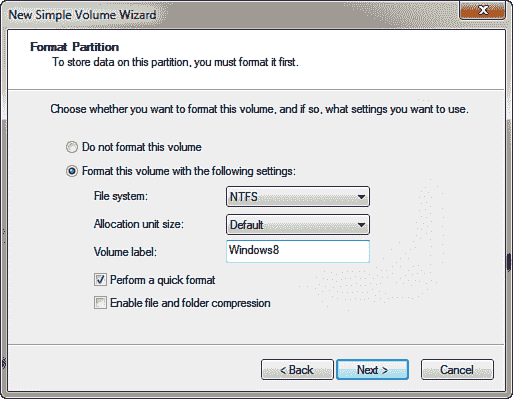 New Simple Volume Wizard
Format Partition
To store data on this partition, you must format it first.
Choose whether you want to format this volume, and if so, what settings you want to use.
Do not format this volume
Format this volume with the following settings:
File system: NTFS
Allocation unit size: Default
Volume label: Windows8
Perform a quick format
Enable file and folder compression
< Back Next > Cancel